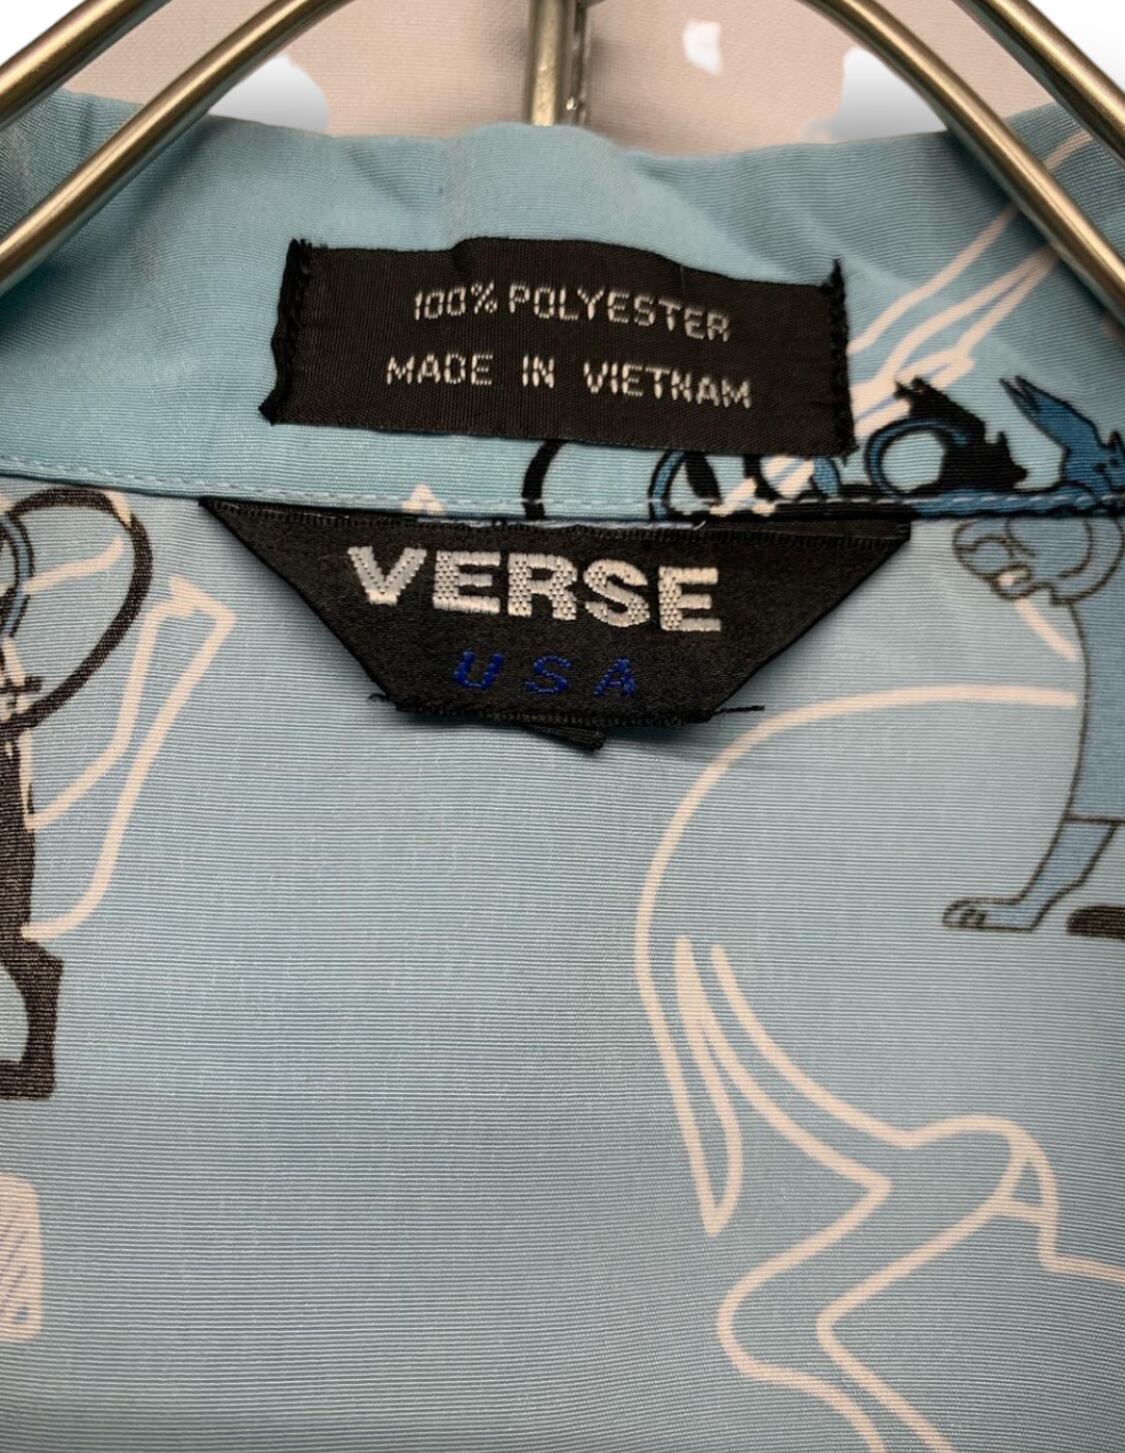 100% POLYESTER
MADE IN VIETNAM
VERSE
USA